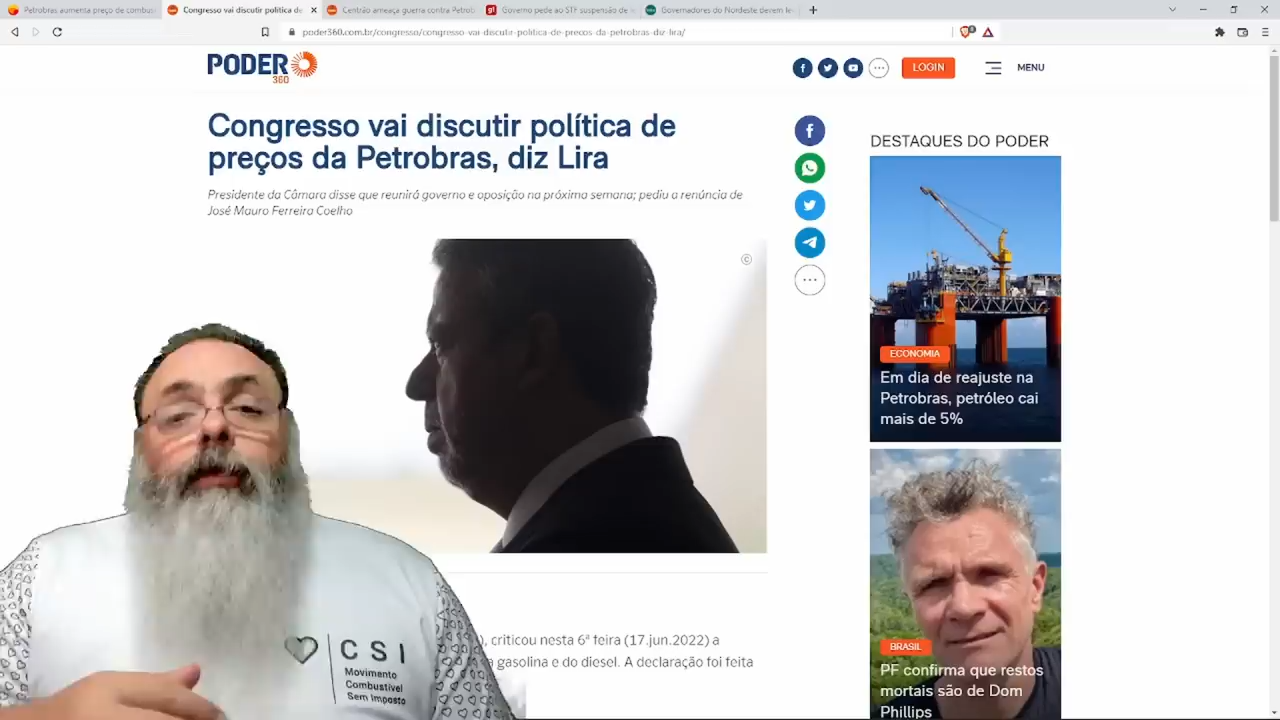 Petrobras aumenta preço de combus
Congresso vai discutir política de
Centrão ameaça guerra contra Petrob
Governo pede ao STF suspensão de
Governadores do Nordeste devem le
poder360.com.br/congresso/congresso-vai-discutir-politica-de-precos-da-petrobras-diz-lira/
PODER
360
LOGIN
MENU
Congresso vai discutir política de
preços da Petrobras, diz Lira
Presidente da Câmara disse que reunirá governo e oposição na próxima semana; pediu a renúncia de
José Mauro Ferreira Coelho
©
DESTAQUES DO PODER
ECONOMIA
Em dia de reajuste na
Petrobras, petróleo cai
mais de 5%
BRASIL
PF confirma que restos
mortais são de Dom
Phillips
), criticou nesta 6ª feira (17.jun.2022) a
a gasolina e do diesel. A declaração foi feita
CSI
Movimento
Combustível
Sem Imposto